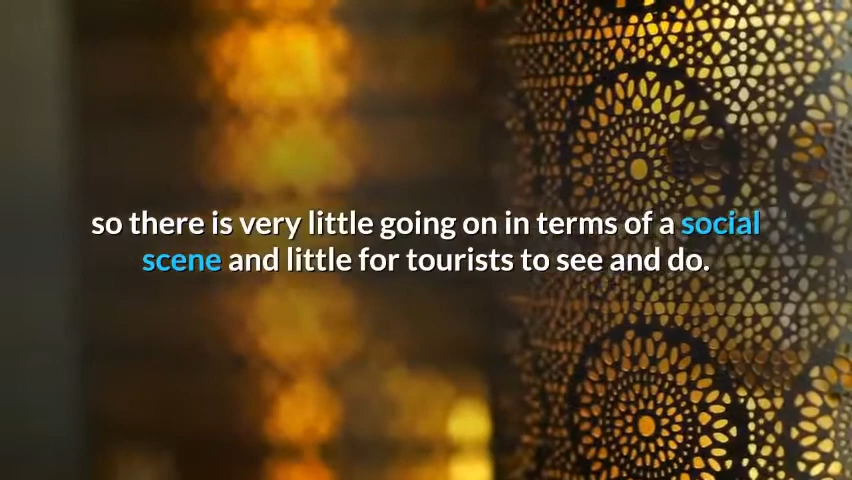 so there is very little going on in terms of a social
scene and little for tourists to see and do.